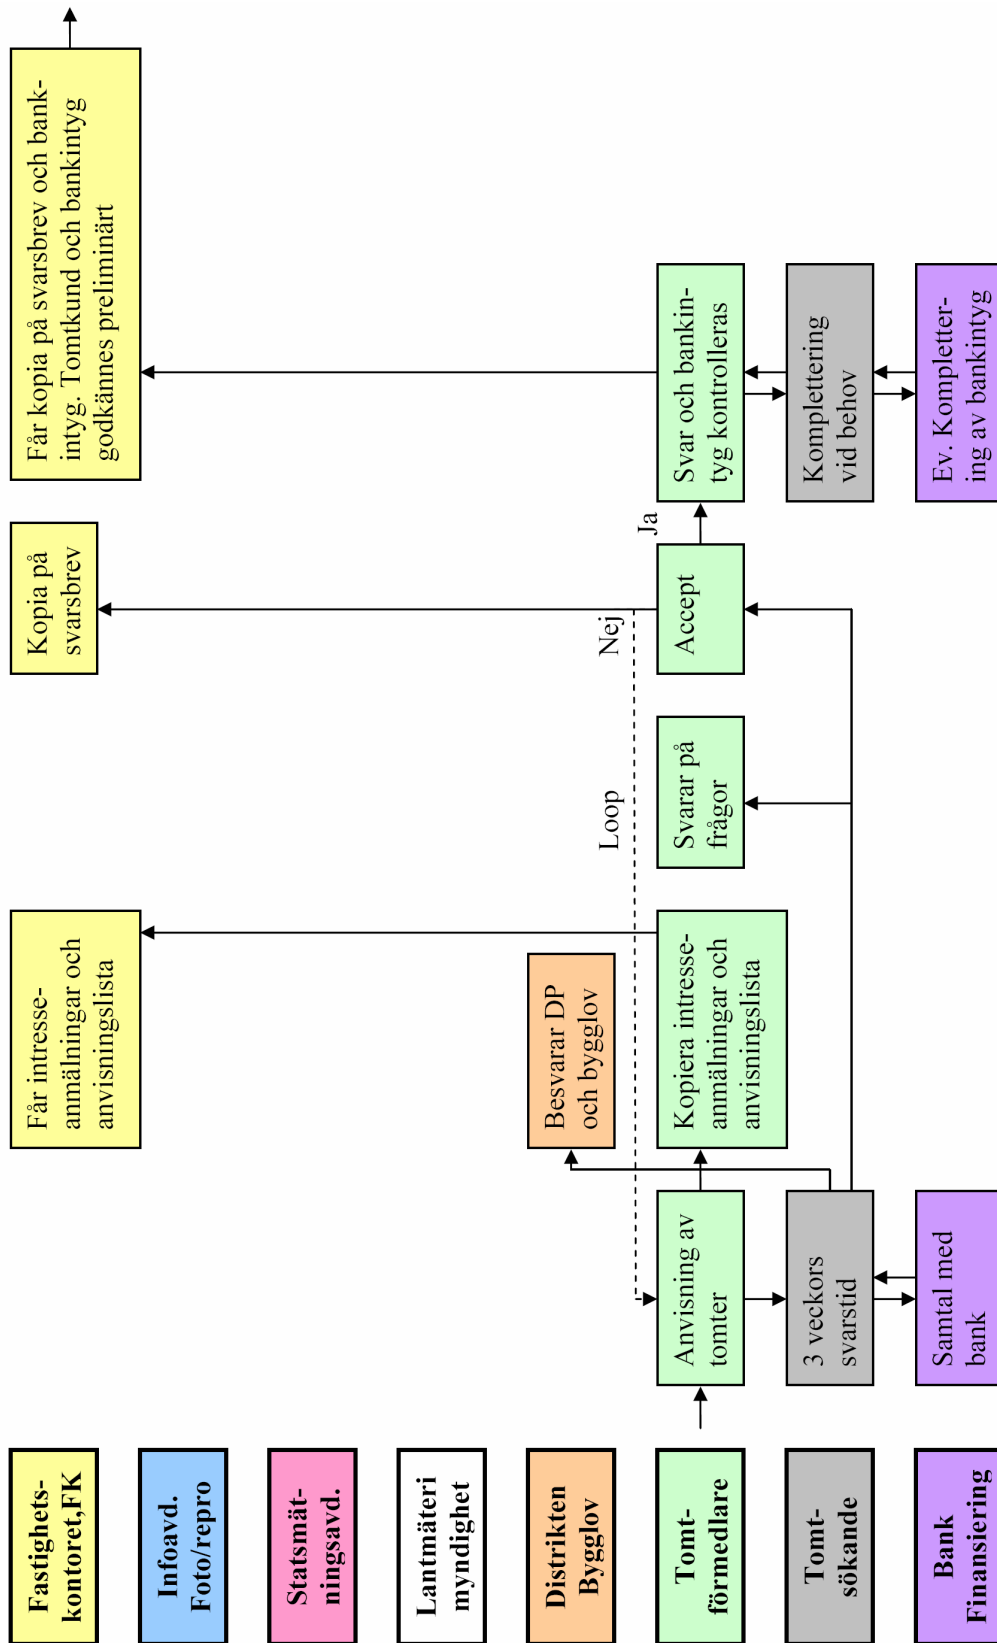 Fastighets-
kontoret,FK
Infoavd.
Foto/repro
Statsmät-
ningsavd.
Lantmäteri
myndighet
Distrikten
Bygglov
Tomt-
förmedlare
Tomt-
sökande
Bank
Finansiering
Får intresse-
anmälningar och
anvisningslista
Kopia på
svarsbrev
Får kopia på svarsbrev och bank-
intyg. Tomtkund och bankintyg
godkännes preliminärt
Besvarar DP
och bygglov
Loop
Nej
Ja
Anvisning av
tomter
Kopiera intresse-
anmälningar och
anvisningslista
Svarar på
frågor
Accept
Svar och bankin-
tyg kontrolleras
3 veckors
svarstid
Komplettering
vid behov
Samtal med
bank
Ev. Kompletter-
ing av bankintyg